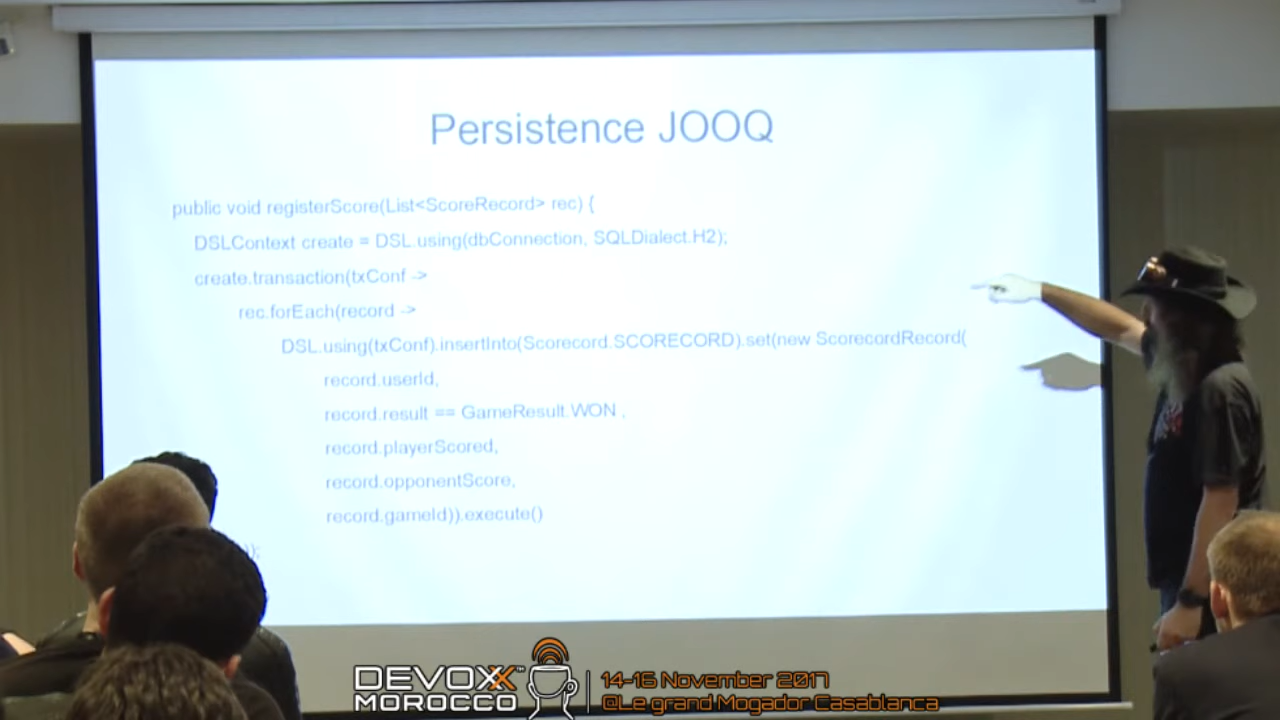 Persistence JOOQ
public void registerScore(List<ScoreRecord> rec) {
DSLContext create = DSL.using(dbConnection, SQLDialect.H2);
create.transaction(txConf ->
rec.forEach(record ->
DSL.using(txConf).insertInto(Scorecord.SCORECORD).set(new ScorecordRecord(
record.userId,
record.result == GameResult.WON ,
record.playerScored,
record.opponentScore,
record.gameId)).execute()
));
DEVOXX™
MOROCCO
14-16 November 2017
@Le grand Mogador Casablanca